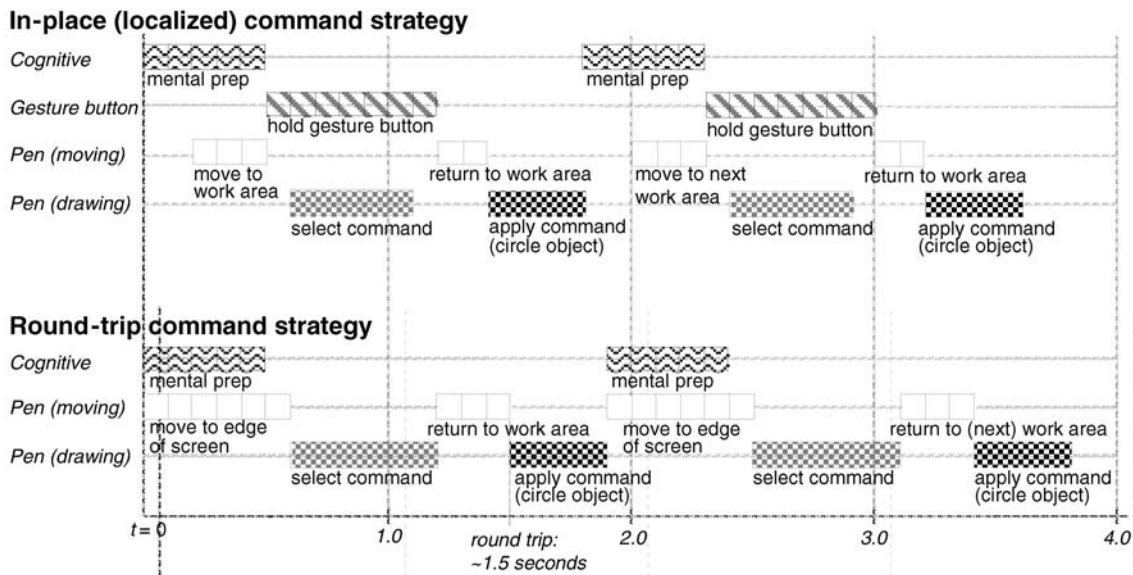 In-place (localized) command strategy
Cognitive
mental prep
mental prep
Gesture button
hold gesture button
hold gesture button
Pen (moving)
move to
work area
return to work area
move to next
work area
return to work area
Pen (drawing)
select command
apply command
(circle object)
select command
apply command
(circle object)
Round-trip command strategy
Cognitive
mental prep
mental prep
Pen (moving)
move to edge
of screen
return to work area
move to edge
of screen
return to (next) work area
Pen (drawing)
select command
apply command
(circle object)
select command
apply command
(circle object)
t = 0
1.0
round trip:
~1.5 seconds
2.0
3.0
4.0